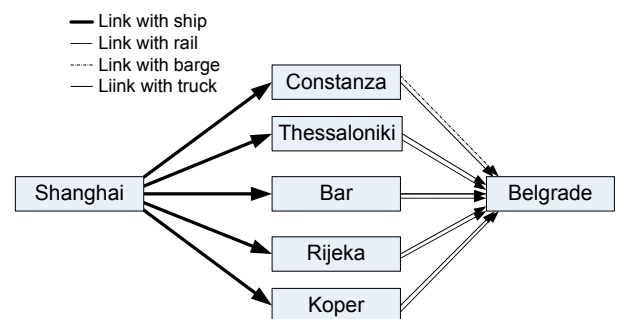 Link with ship
Link with rail
Link with barge
Liink with truck
Constanza
Thessaloniki
Shanghai
Bar
Belgrade
Rijeka
Koper